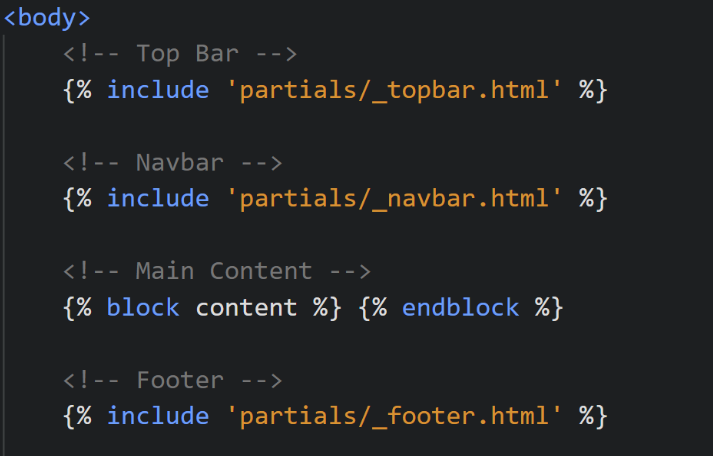 <body>
<!-- Top Bar -->
{% include 'partials/_topbar.html' %}
<!-- Navbar -->
{% include 'partials/_navbar.html' %}
<!-- Main Content -->
{% block content %} {% endblock %}
<!-- Footer -->
{% include 'partials/_footer.html' %}